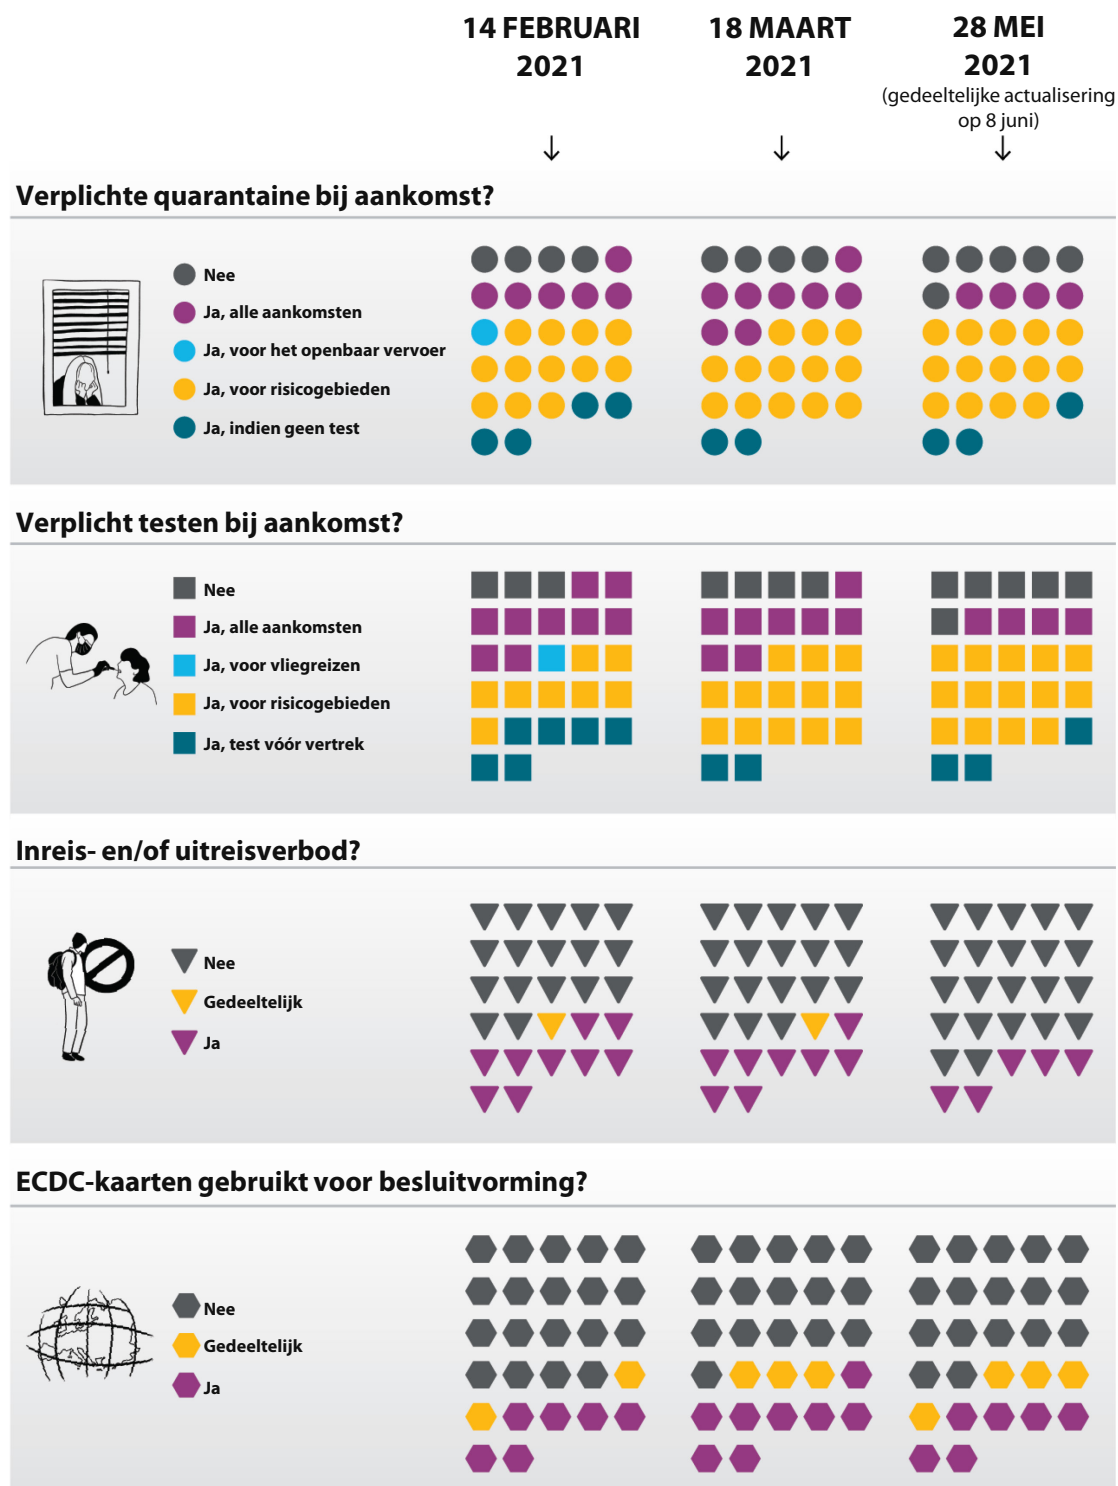 14 FEBRUARI
2021
18 MAART
2021
28 MEI
2021
(gedeeltelijke actualisering
op 8 juni)
Verplichte quarantaine bij aankomst?
Nee
Ja, alle aankomsten
Ja, voor het openbaar vervoer
Ja, voor risicogebieden
Ja, indien geen test
Verplicht testen bij aankomst?
Nee
Ja, alle aankomsten
Ja, voor vliegreizen
Ja, voor risicogebieden
Ja, test vóór vertrek
Inreis- en/of uitreisverbod?
Nee
Gedeeltelijk
Ja
ECDC-kaarten gebruikt voor besluitvorming?
Nee
Gedeeltelijk
Ja